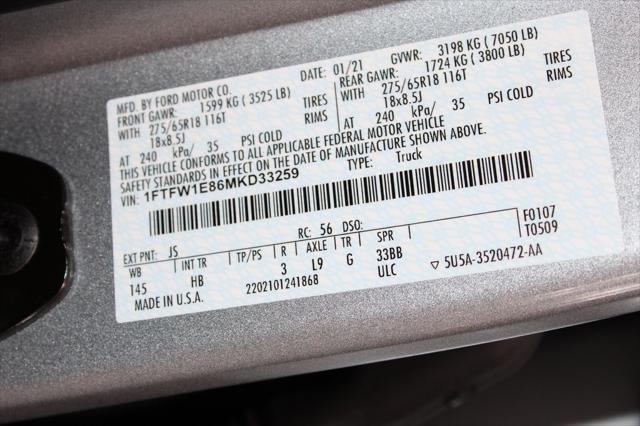 MFD. BY FORD MOTOR CO.
DATE: 01/21
GVWR: 3198 KG ( 7050 LB)
FRONT GAWR: 1599 KG ( 3525 LB)
REAR GAWR: 1724 KG ( 3800 LB)
WITH 275/65R18 116T TIRES
WITH 275/65R18 116T TIRES
18x8.5J RIMS
18x8.5J RIMS
AT 240 kPa/ 35 PSI COLD
AT 240 kPa/ 35 PSI COLD
THIS VEHICLE CONFORMS TO ALL APPLICABLE FEDERAL MOTOR VEHICLE
SAFETY STANDARDS IN EFFECT ON THE DATE OF MANUFACTURE SHOWN ABOVE.
VIN: 1FTFW1E86MKD33259
TYPE: Truck
F0107
T0509
EXT PNT: JS RC: 56 DSO:
WB INT TR TP/PS R AXLE TR SPR
145 HB 3 L9 G 33BB
ULC ▽ 5U5A-3520472-AA
MADE IN U.S.A. 2202101241868